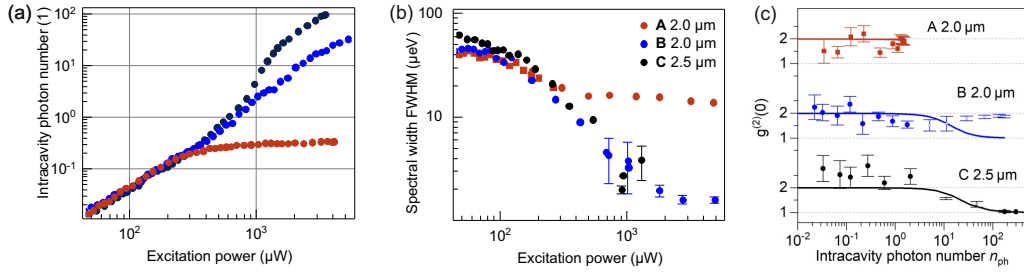 (a)
Intracavity photon number (1)
10²
10¹
10⁰
10⁻¹
10²
10³
Excitation power (µW)
(b)
Spectral width FWHM (µeV)
100
10
A 2.0 µm
B 2.0 µm
C 2.5 µm
10²
10³
Excitation power (µW)
(c)
g⁽²⁾(0)
A 2.0 µm
2
1
B 2.0 µm
2
1
C 2.5 µm
2
1
10⁻²
10⁻¹
10⁰
10¹
10²
Intracavity photon number nph